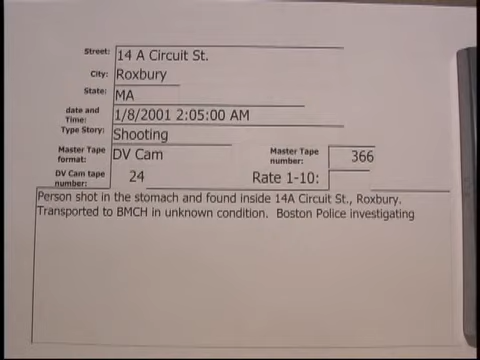 Street: 14 A Circuit St.
City: Roxbury
State: MA
date and Time: 1/8/2001 2:05:00 AM
Type Story: Shooting
Master Tape format: DV Cam Master Tape number: 366
DV Cam tape number: 24 Rate 1-10:
Person shot in the stomach and found inside 14A Circuit St., Roxbury.
Transported to BMCH in unknown condition. Boston Police investigating